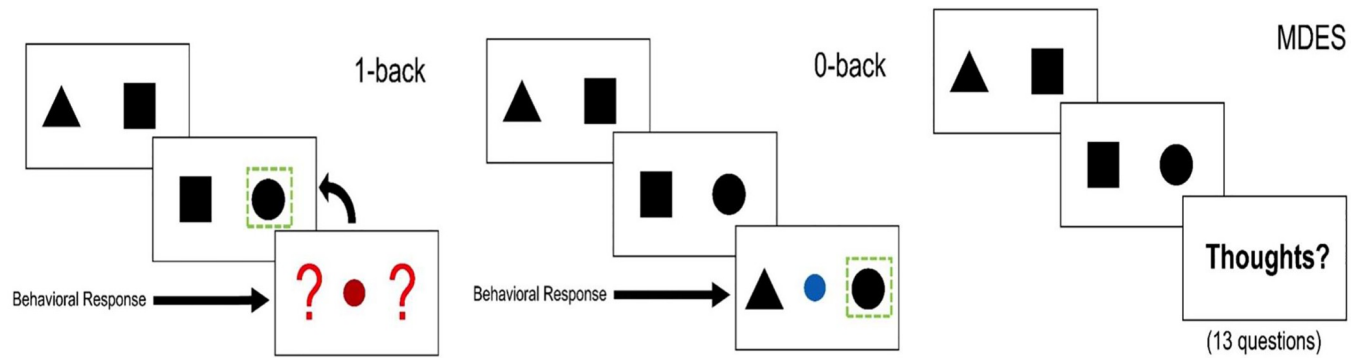 1-back
? ?
Behavioral Response
0-back
Behavioral Response
MDES
Thoughts?
(13 questions)